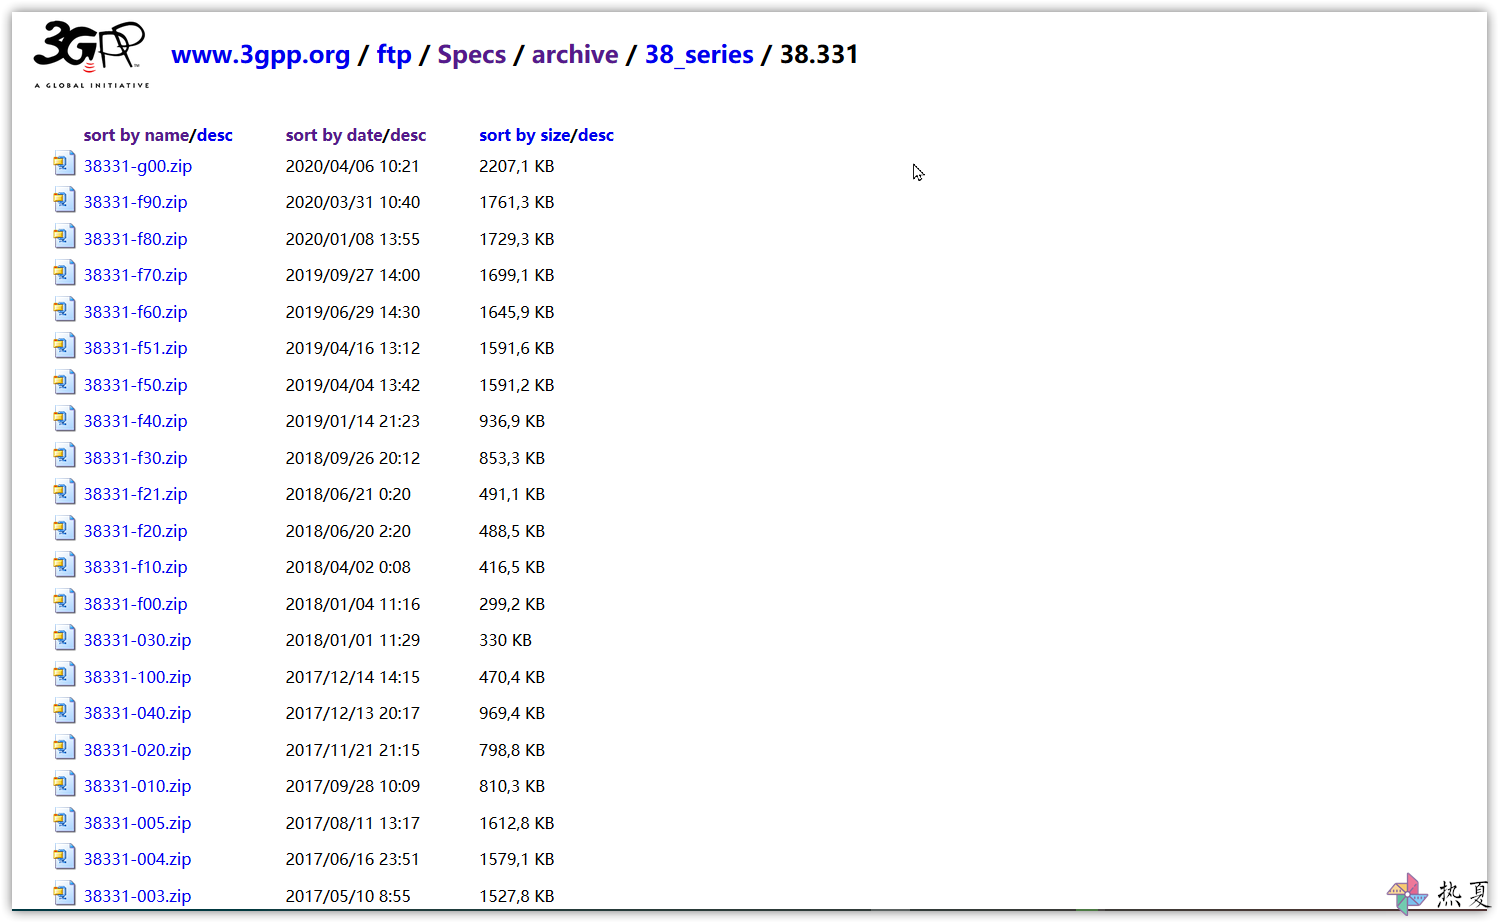 3GPP™
A GLOBAL INITIATIVE
www.3gpp.org / ftp / Specs / archive / 38_series / 38.331
sort by name/desc sort by date/desc sort by size/desc
38331-g00.zip 2020/04/06 10:21 2207,1 KB
38331-f90.zip 2020/03/31 10:40 1761,3 KB
38331-f80.zip 2020/01/08 13:55 1729,3 KB
38331-f70.zip 2019/09/27 14:00 1699,1 KB
38331-f60.zip 2019/06/29 14:30 1645,9 KB
38331-f51.zip 2019/04/16 13:12 1591,6 KB
38331-f50.zip 2019/04/04 13:42 1591,2 KB
38331-f40.zip 2019/01/14 21:23 936,9 KB
38331-f30.zip 2018/09/26 20:12 853,3 KB
38331-f21.zip 2018/06/21 0:20 491,1 KB
38331-f20.zip 2018/06/20 2:20 488,5 KB
38331-f10.zip 2018/04/02 0:08 416,5 KB
38331-f00.zip 2018/01/04 11:16 299,2 KB
38331-030.zip 2018/01/01 11:29 330 KB
38331-100.zip 2017/12/14 14:15 470,4 KB
38331-040.zip 2017/12/13 20:17 969,4 KB
38331-020.zip 2017/11/21 21:15 798,8 KB
38331-010.zip 2017/09/28 10:09 810,3 KB
38331-005.zip 2017/08/11 13:17 1612,8 KB
38331-004.zip 2017/06/16 23:51 1579,1 KB
38331-003.zip 2017/05/10 8:55 1527,8 KB
热夏